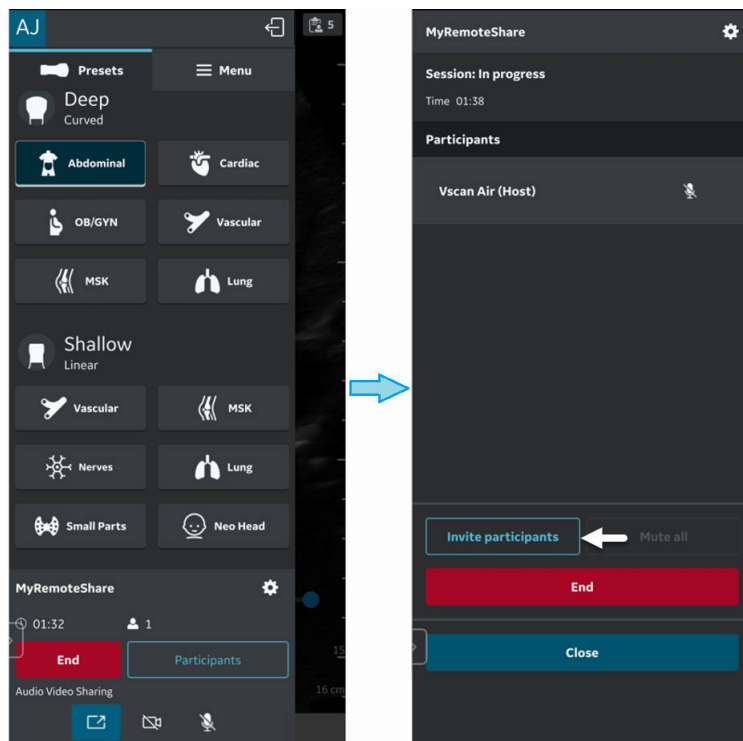 AJ
5
Presets
Menu
Deep
Curved
Abdominal
Cardiac
OB/GYN
Vascular
MSK
Lung
Shallow
Linear
Vascular
MSK
Nerves
Lung
Small Parts
Neo Head
MyRemoteShare
01:32
1
End
Participants
Audio Video Sharing
15
16 cm
MyRemoteShare
Session: In progress
Time 01:38
Participants
Vscan Air (Host)
Invite participants
Mute all
End
Close